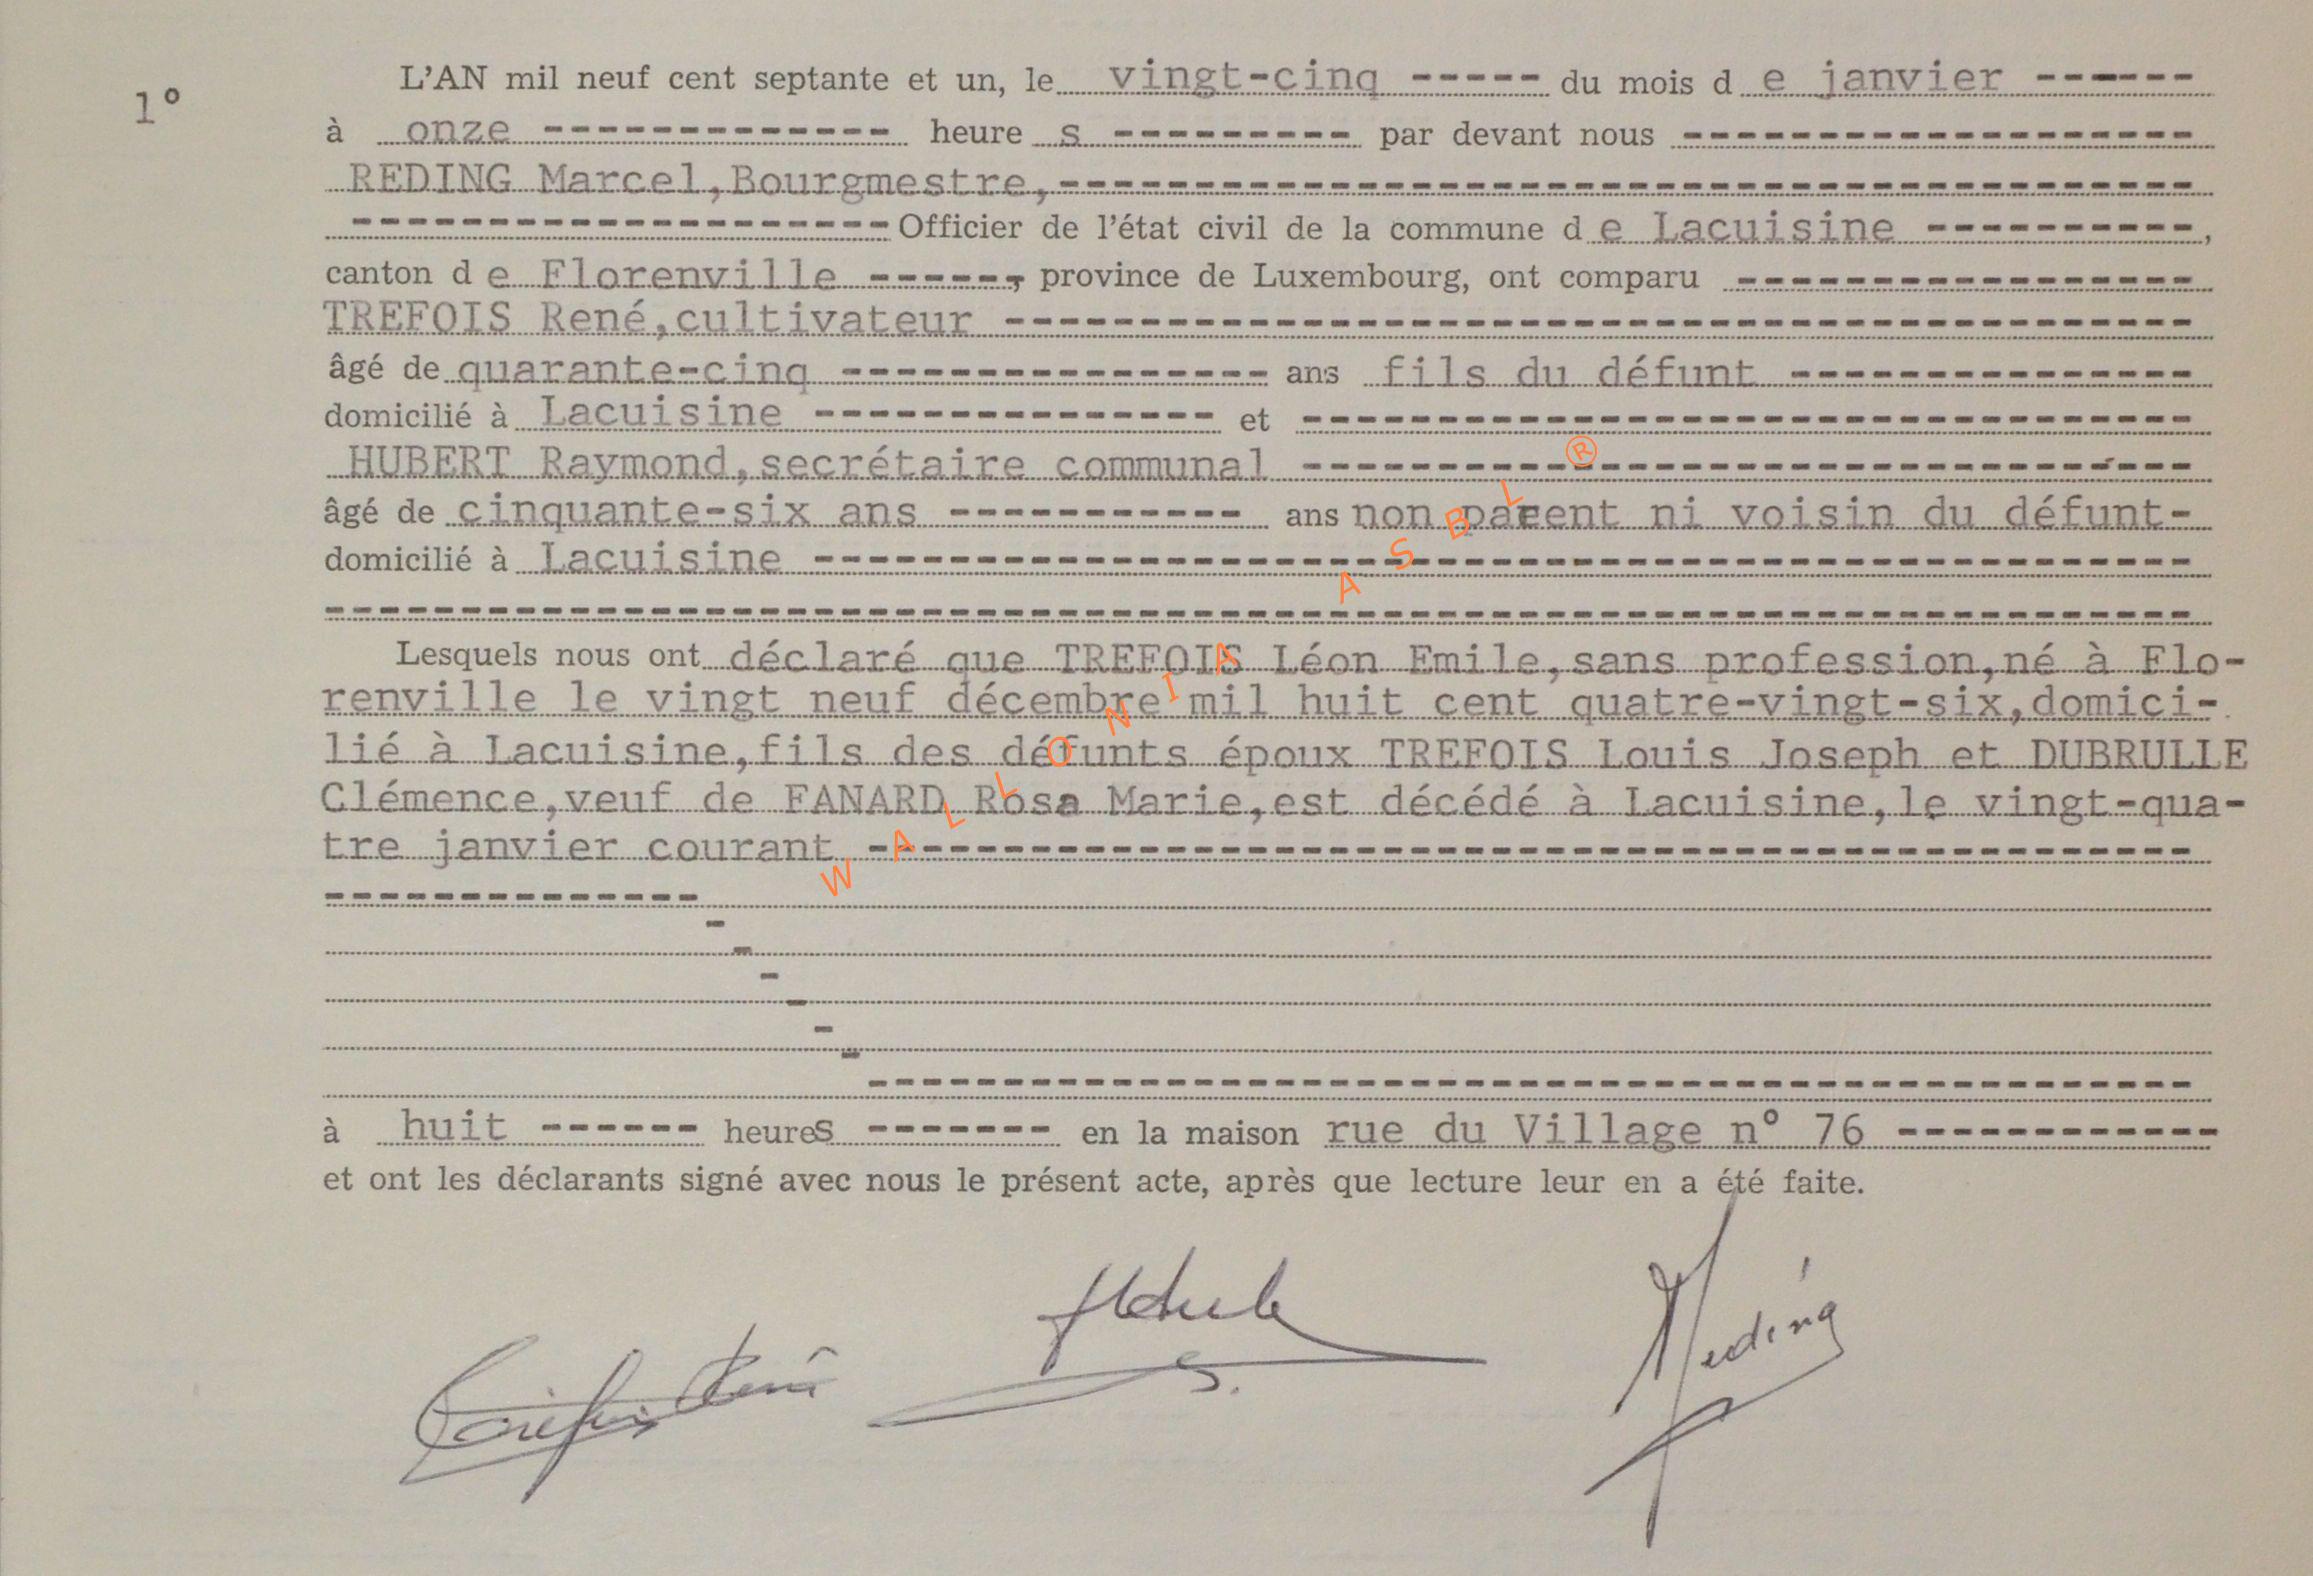 1°
L'AN mil neuf cent septante et un, le vingt-cinq ----- du mois d e janvier ------
à onze ------------- heure s --------- par devant nous -------------------
REDING Marcel, Bourgmestre,------------------------------------------
-------------------- Officier de l'état civil de la commune d e Lacuisine ----------,
canton d e Florenville -----, province de Luxembourg, ont comparu -----------------
TREFOIS René, cultivateur --------------------------------------------
âgé de quarante-cinq ---------------- ans fils du défunt ---------------
domicilié à Lacuisine --------------- et ---------------------------------
HUBERT Raymond, secrétaire communal ---------------------------------
âgé de cinquante-six ans ----------- ans non parent ni voisin du défunt-
domicilié à Lacuisine ---------------------------------------------------
---------------------------------------------------------------------
Lesquels nous ont déclaré que TREFOIS Léon Emile, sans profession, né à Flo-
renville le vingt neuf décembre mil huit cent quatre-vingt-six, domici-
lié à Lacuisine, fils des défunts époux TREFOIS Louis Joseph et DUBRULLE
Clémence, veuf de FANARD Rosa Marie, est décédé à Lacuisine, le vingt-qua-
tre janvier courant -------------------------------------------------
--------------
à huit ------ heures ------- en la maison rue du Village n° 76 ------------
et ont les déclarants signé avec nous le présent acte, après que lecture leur en a été faite.
Trefois René
Reding
WALLONIA ASBL ®